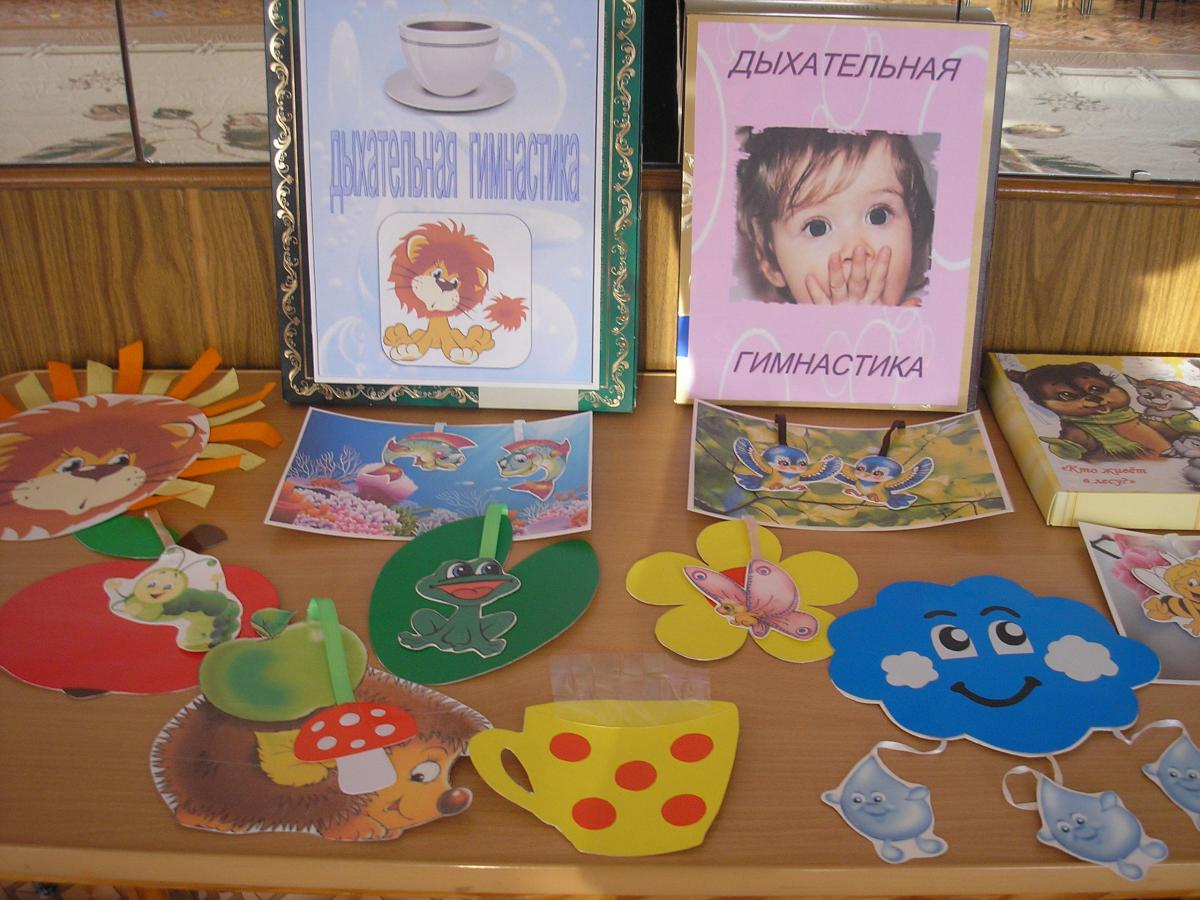 дыхательная гимнастика
ДЫХАТЕЛЬНАЯ
ГИМНАСТИКА
«Кто живёт
в лесу?»